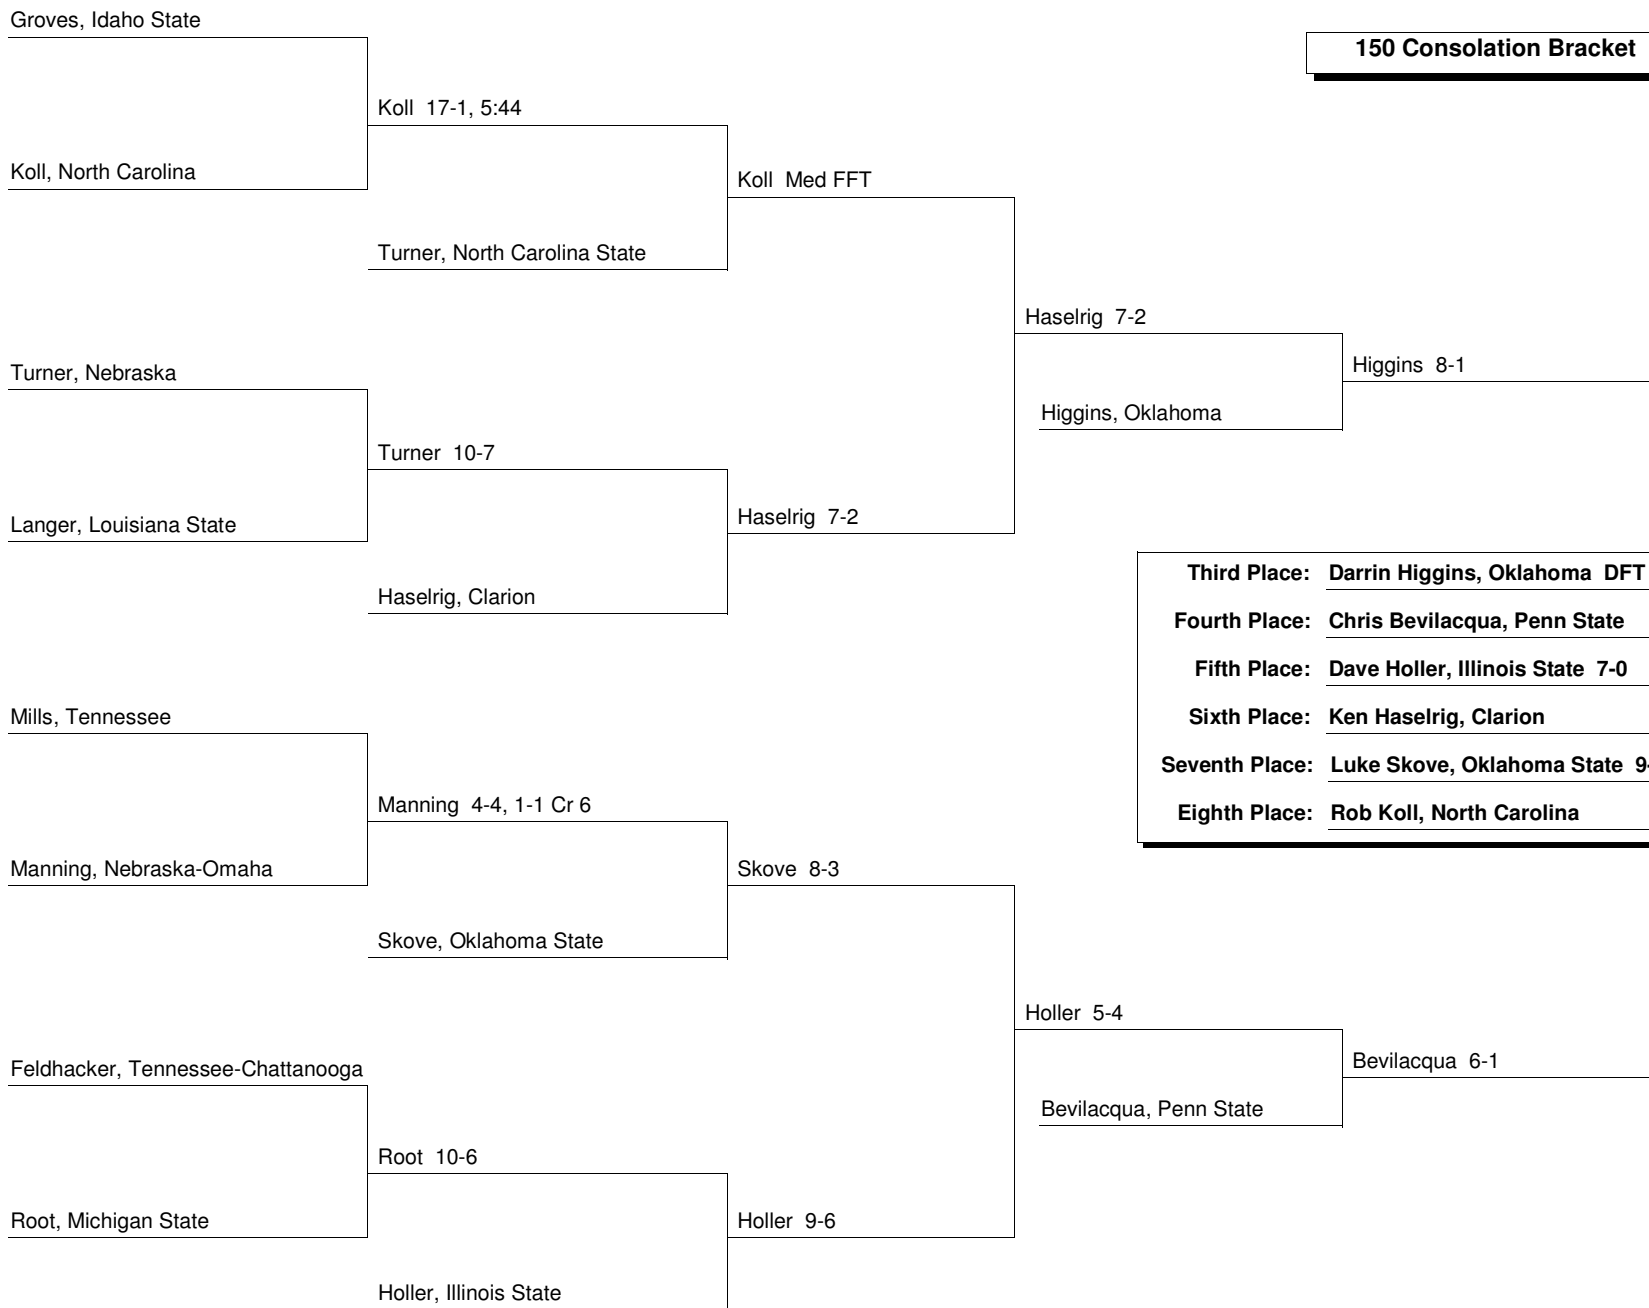 Groves, Idaho State
150 Consolation Bracket
Koll 17-1, 5:44
Koll, North Carolina
Koll Med FFT
Turner, North Carolina State
Haselrig 7-2
Higgins 8-1
Turner, Nebraska
Higgins, Oklahoma
Turner 10-7
Haselrig 7-2
Langer, Louisiana State
Third Place: Darrin Higgins, Oklahoma DFT
Haselrig, Clarion
Fourth Place: Chris Bevilacqua, Penn State
Fifth Place: Dave Holler, Illinois State 7-0
Sixth Place: Ken Haselrig, Clarion
Seventh Place: Luke Skove, Oklahoma State 9-
Eighth Place: Rob Koll, North Carolina
Mills, Tennessee
Manning 4-4, 1-1 Cr 6
Manning, Nebraska-Omaha
Skove 8-3
Skove, Oklahoma State
Holler 5-4
Bevilacqua 6-1
Feldhacker, Tennessee-Chattanooga
Bevilacqua, Penn State
Root 10-6
Root, Michigan State
Holler 9-6
Holler, Illinois State